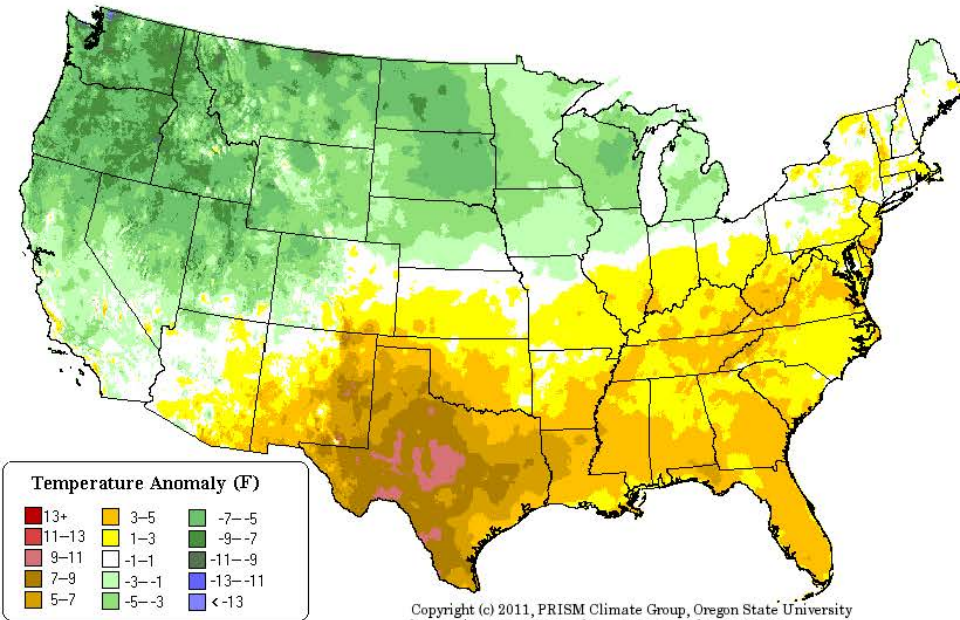 Temperature Anomaly (F)
13+ 3–5 -7–-5
11–13 1–3 -9–-7
9–11 -1–1 -11–-9
7–9 -3–-1 -13–-11
5–7 -5–-3 < -13
Copyright (c) 2011, PRISM Climate Group, Oregon State University